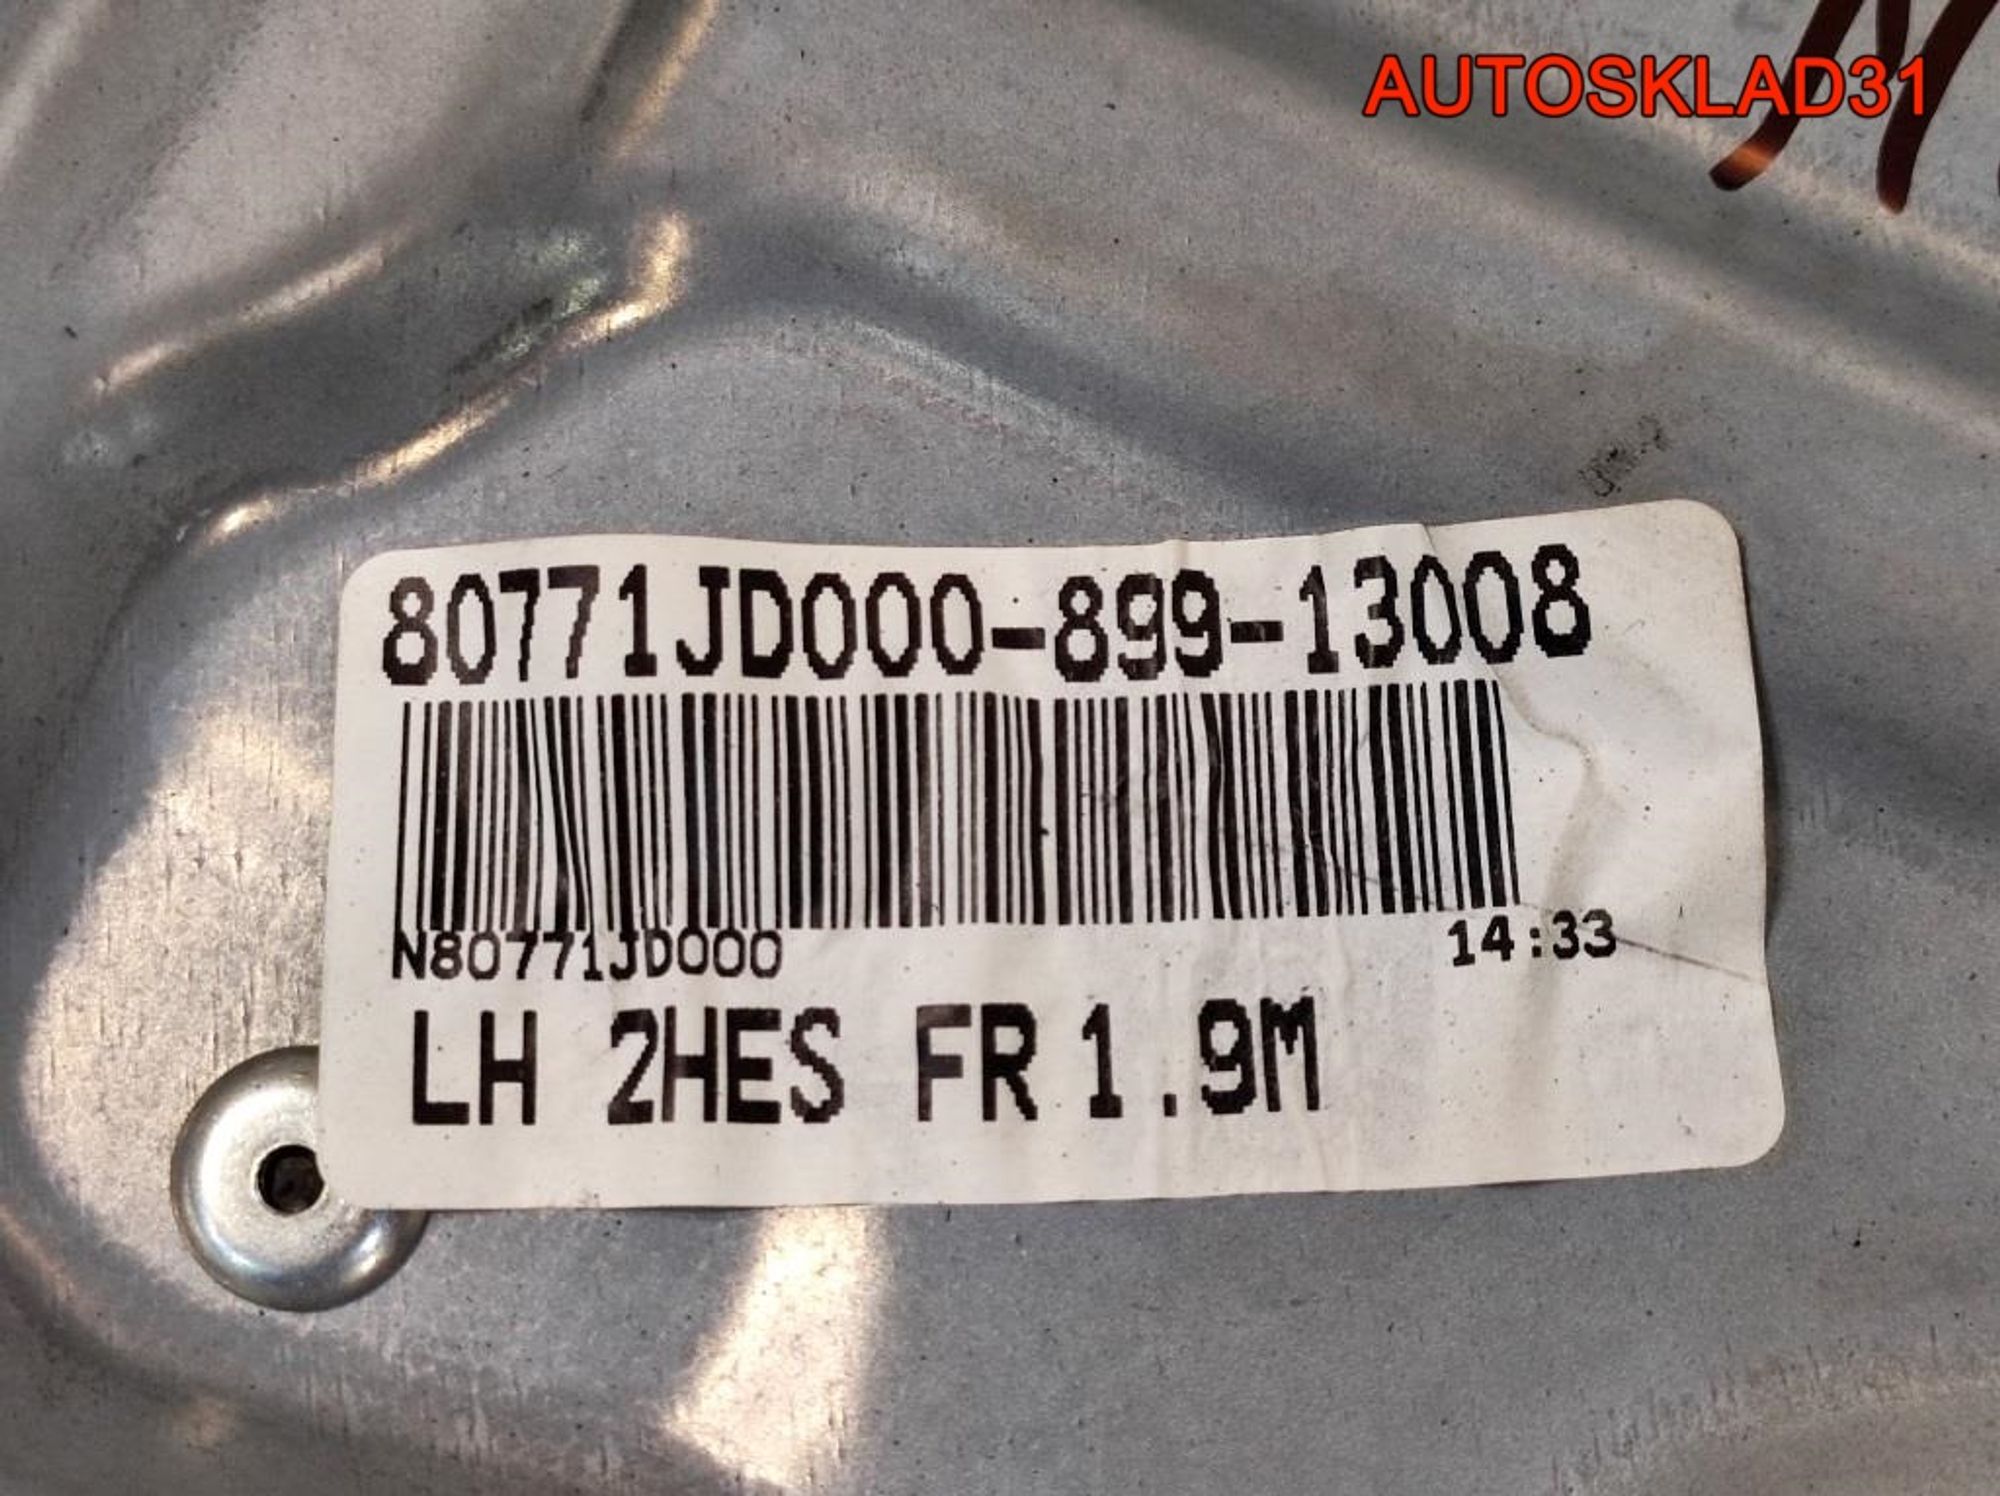 AUTOSKLAD31
80771JD000-899-13008
N80771JD000
14:33
LH 2HES FR 1.9M